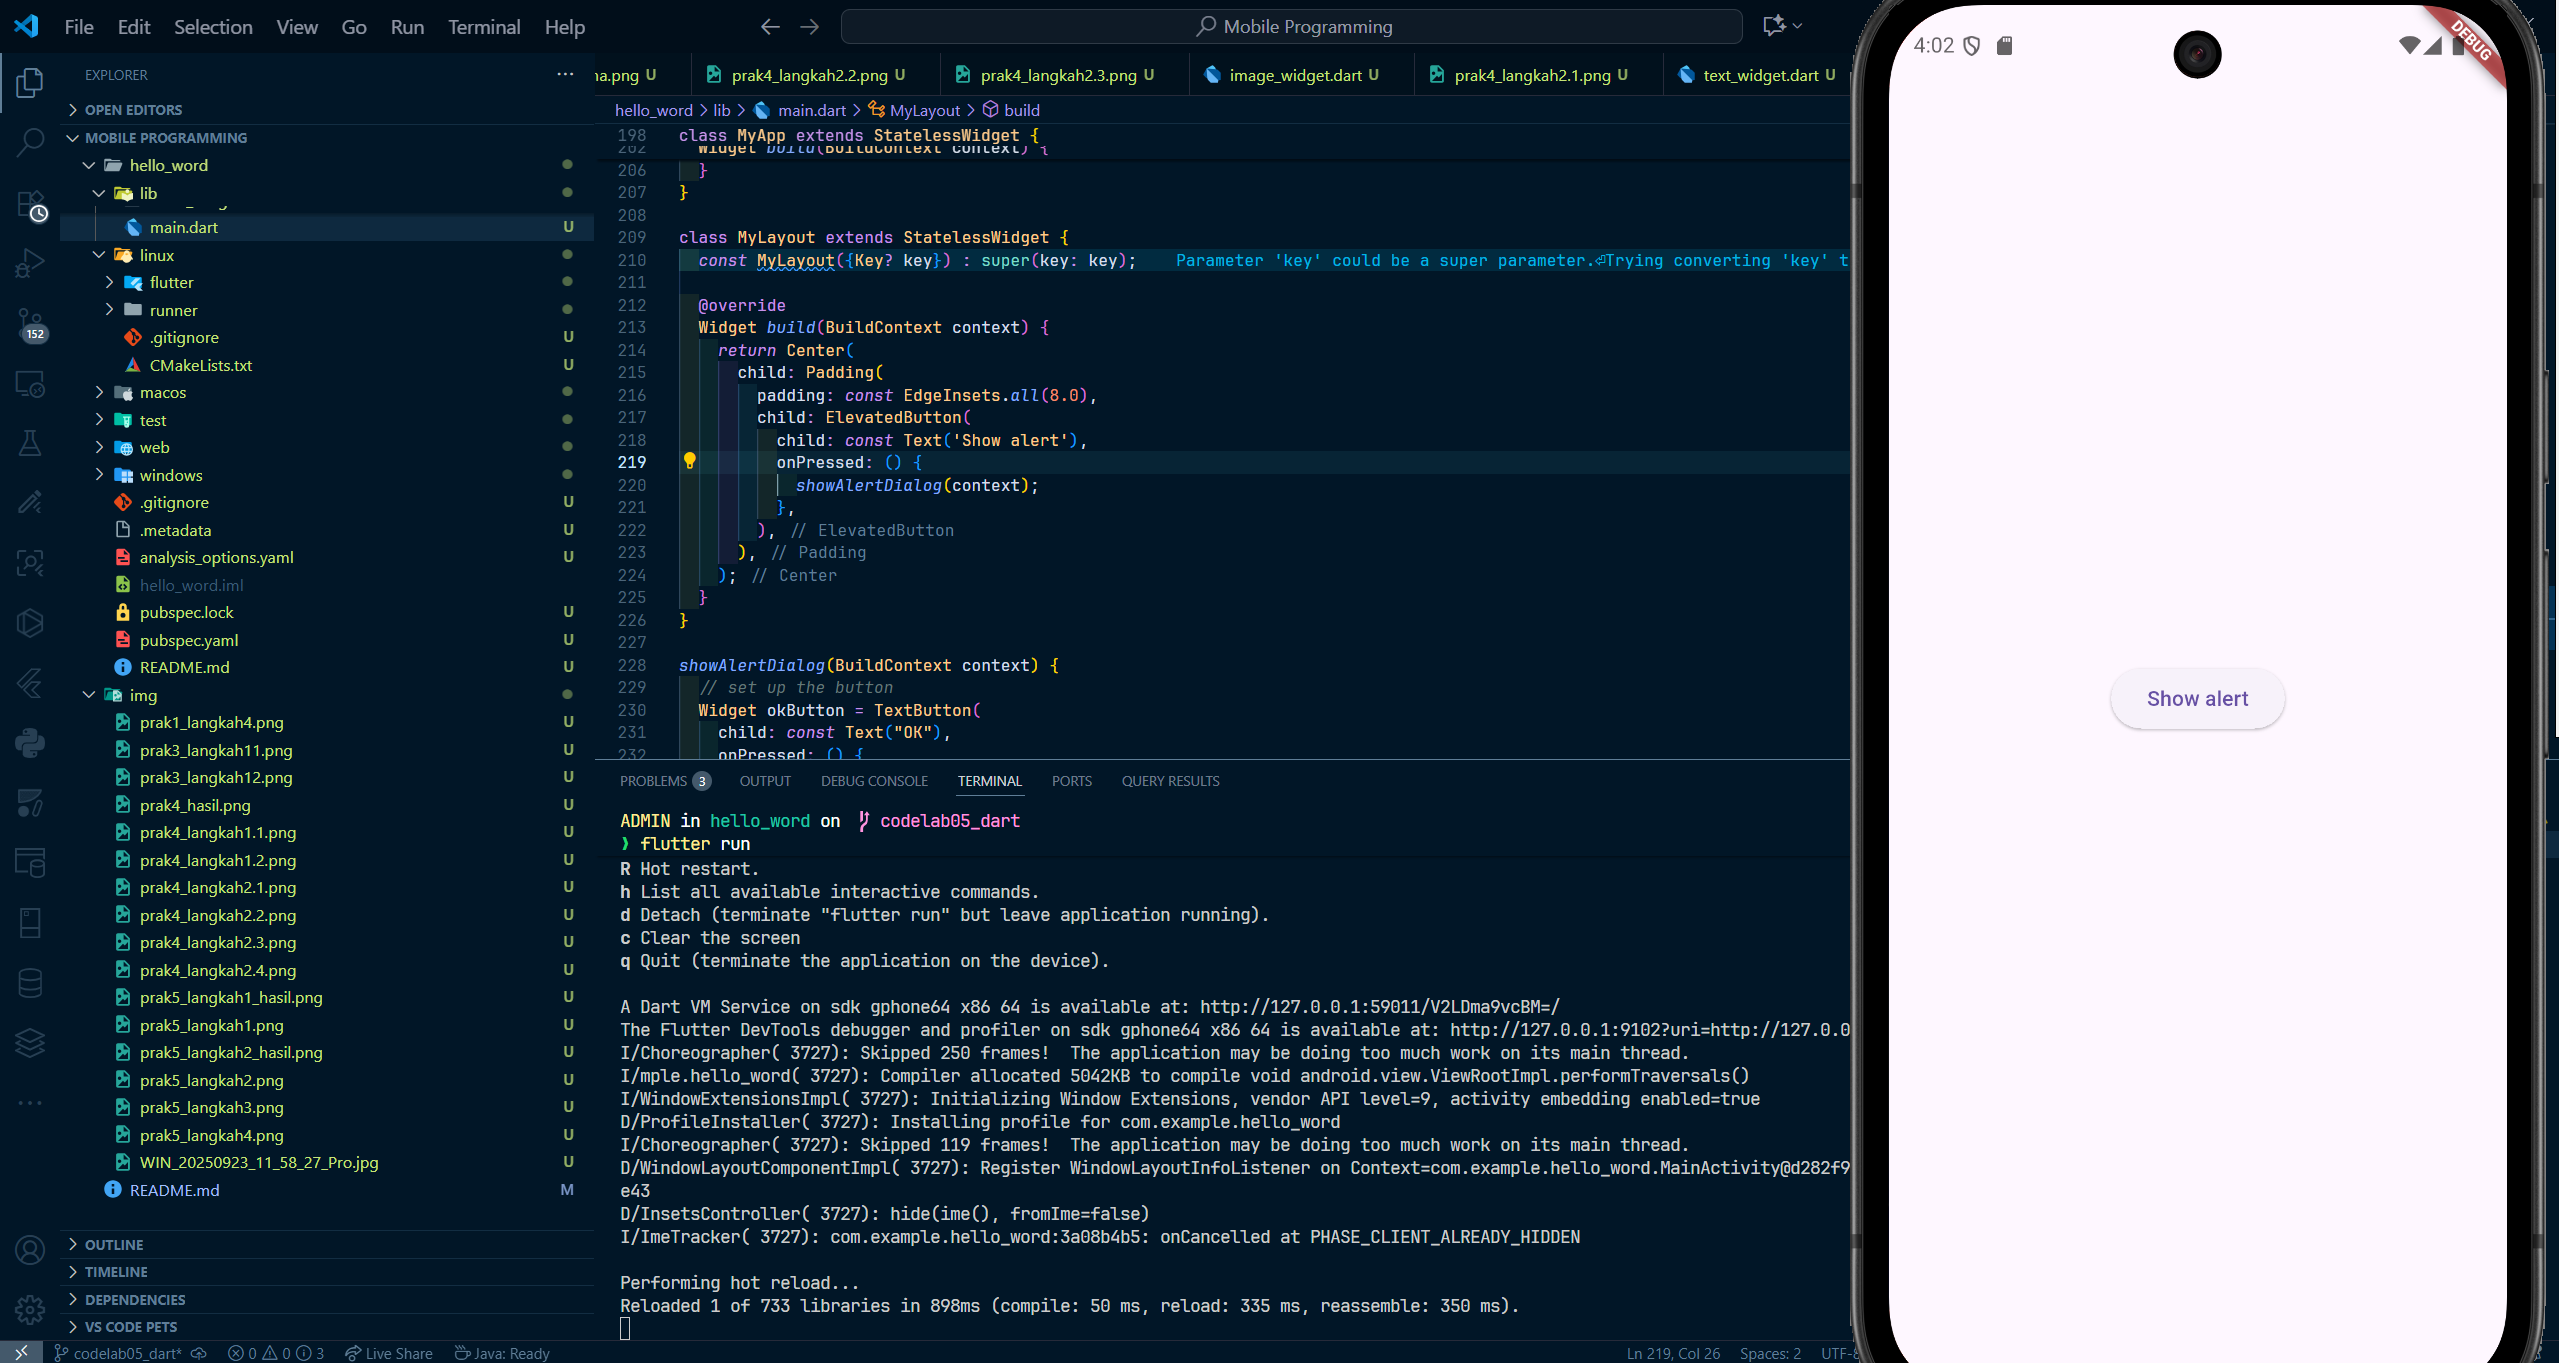 File Edit Selection View Go Run Terminal Help
Mobile Programming
EXPLORER
OPEN EDITORS
MOBILE PROGRAMMING
hello_word
lib
main.dart U
linux
flutter
runner
.gitignore U
CMakeLists.txt U
macos
test
web
windows
.gitignore U
.metadata U
analysis_options.yaml U
hello_word.iml
pubspec.lock U
pubspec.yaml U
README.md U
img
prak1_langkah4.png U
prak3_langkah11.png U
prak3_langkah12.png U
prak4_hasil.png U
prak4_langkah1.1.png U
prak4_langkah1.2.png U
prak4_langkah2.1.png U
prak4_langkah2.2.png U
prak4_langkah2.3.png U
prak4_langkah2.4.png U
prak5_langkah1_hasil.png U
prak5_langkah1.png U
prak5_langkah2_hasil.png U
prak5_langkah2.png U
prak5_langkah3.png U
prak5_langkah4.png U
WIN_20250923_11_58_27_Pro.jpg U
README.md M
OUTLINE
TIMELINE
DEPENDENCIES
VS CODE PETS
152
na.png U prak4_langkah2.2.png U prak4_langkah2.3.png U image_widget.dart U prak4_langkah2.1.png U text_widget.dart U
hello_word > lib > main.dart > MyLayout > build
198 class MyApp extends StatelessWidget {
202 Widget build(BuildContext context) {
206 }
207 }
208
209 class MyLayout extends StatelessWidget {
210 const MyLayout({Key? key}) : super(key: key); Parameter 'key' could be a super parameter.⏎Trying converting 'key' t
211
212 @override
213 Widget build(BuildContext context) {
214 return Center(
215 child: Padding(
216 padding: const EdgeInsets.all(8.0),
217 child: ElevatedButton(
218 child: const Text('Show alert'),
219 onPressed: () {
220 showAlertDialog(context);
221 },
222 ), // ElevatedButton
223 ), // Padding
224 ); // Center
225 }
226 }
227
228 showAlertDialog(BuildContext context) {
229 // set up the button
230 Widget okButton = TextButton(
231 child: const Text("OK"),
232 onPressed: () {
PROBLEMS 3 OUTPUT DEBUG CONSOLE TERMINAL PORTS QUERY RESULTS
ADMIN in hello_word on codelab05_dart
❯ flutter run
R Hot restart.
h List all available interactive commands.
d Detach (terminate "flutter run" but leave application running).
c Clear the screen
q Quit (terminate the application on the device).
A Dart VM Service on sdk gphone64 x86 64 is available at: http://127.0.0.1:59011/V2LDma9vcBM=/
The Flutter DevTools debugger and profiler on sdk gphone64 x86 64 is available at: http://127.0.0.1:9102?uri=http://127.0.0
I/Choreographer( 3727): Skipped 250 frames!  The application may be doing too much work on its main thread.
I/mple.hello_word( 3727): Compiler allocated 5042KB to compile void android.view.ViewRootImpl.performTraversals()
I/WindowExtensionsImpl( 3727): Initializing Window Extensions, vendor API level=9, activity embedding enabled=true
D/ProfileInstaller( 3727): Installing profile for com.example.hello_word
I/Choreographer( 3727): Skipped 119 frames!  The application may be doing too much work on its main thread.
D/WindowLayoutComponentImpl( 3727): Register WindowLayoutInfoListener on Context=com.example.hello_word.MainActivity@d282f9
e43
D/InsetsController( 3727): hide(ime(), fromIme=false)
I/ImeTracker( 3727): com.example.hello_word:3a08b4b5: onCancelled at PHASE_CLIENT_ALREADY_HIDDEN
Performing hot reload...
Reloaded 1 of 733 libraries in 898ms (compile: 50 ms, reload: 335 ms, reassemble: 350 ms).
codelab05_dart* 0 0 3 Live Share Java: Ready Ln 219, Col 26 Spaces: 2 UTF-8
4:02
DEBUG
Show alert